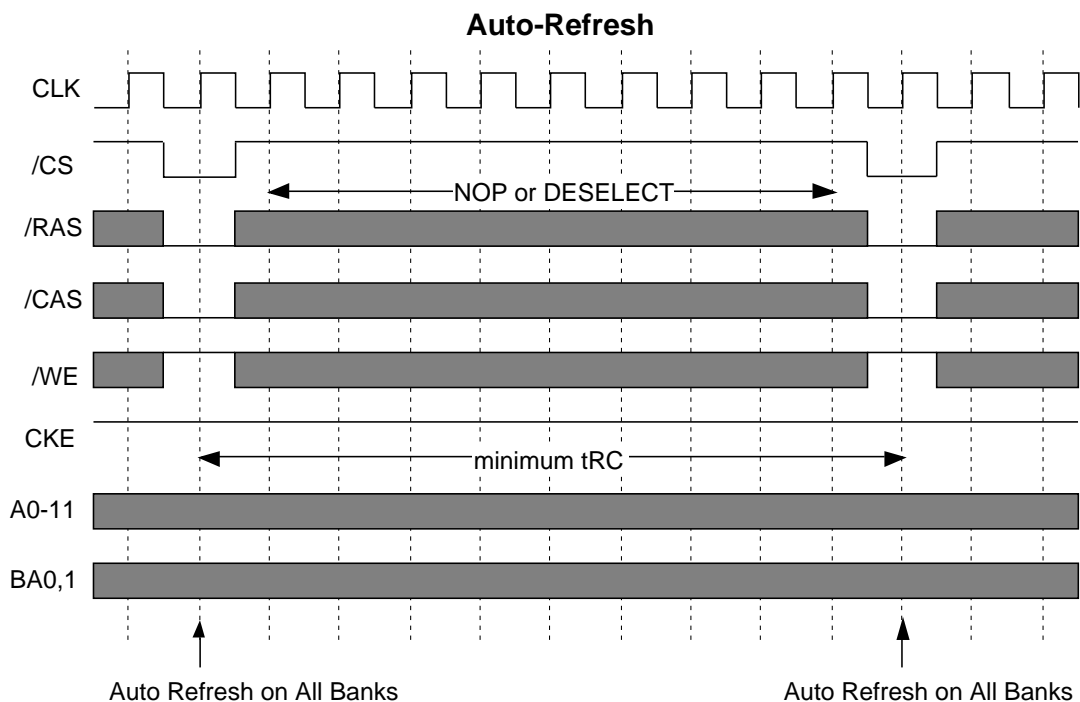 Auto-Refresh
CLK
/CS
NOP or DESELECT
/RAS
/CAS
/WE
CKE
minimum tRC
A0-11
BA0,1
Auto Refresh on All Banks
Auto Refresh on All Banks